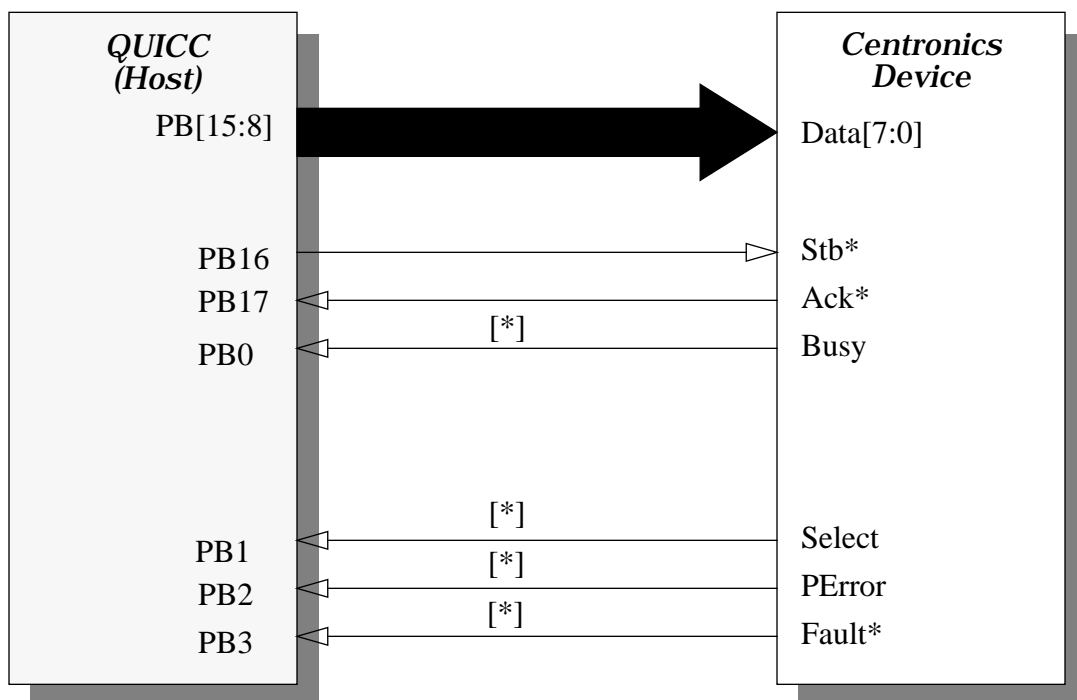 QUICC
(Host)
Centronics
Device
PB[15:8]
Data[7:0]
PB16
Stb*
PB17
Ack*
[*]
PB0
Busy
[*]
PB1
Select
[*]
PB2
PError
[*]
PB3
Fault*